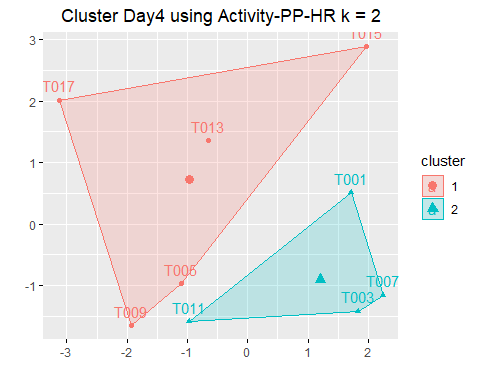 Cluster Day4 using Activity-PP-HR k = 2
3
2
1
0
-1
T015
T017
T013
T001
T005
T007
T003
T011
T009
-3
-2
-1
0
1
2
cluster
a 1
a 2